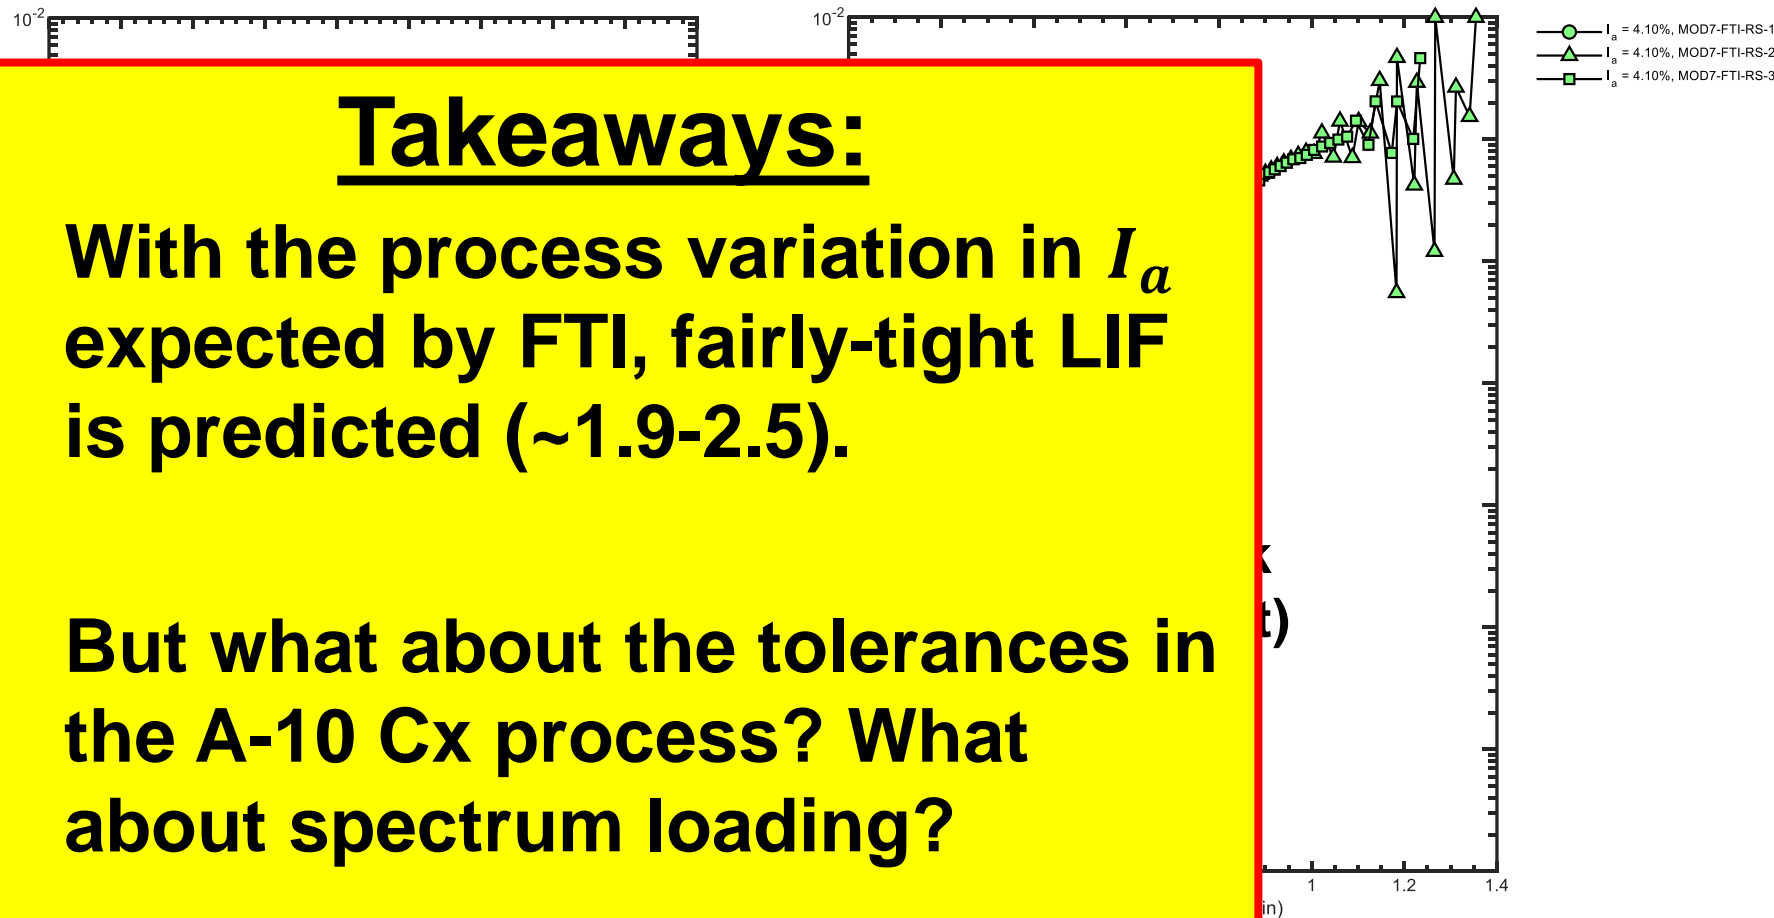 10-2
10-2
I a = 4.10%, MOD7-FTI-RS-1
I a = 4.10%, MOD7-FTI-RS-2
I a = 4.10%, MOD7-FTI-RS-3
Takeaways:
With the process variation in Ia
expected by FTI, fairly-tight LIF
is predicted (~1.9-2.5).
But what about the tolerances in
the A-10 Cx process? What
about spectrum loading?
t)
1 1.2 1.4
in)